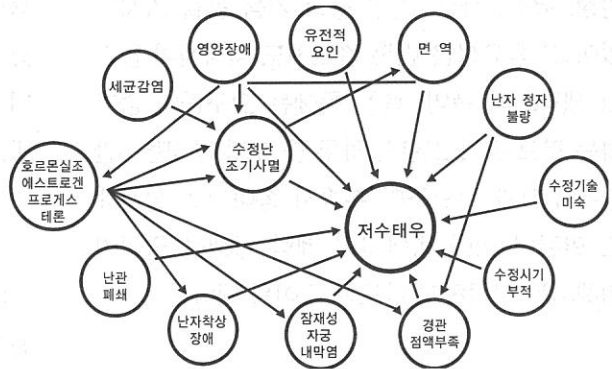 영양장애
유전적
요인
면 역
세균감염
난자 정자
불량
수정난
조기사멸
호르몬실조
에스트로겐
프로게스
테론
수정기술
미숙
저수태우
난관
폐쇄
수정시기
부적
난자착상
장애
잠재성
자궁
내막염
경관
점액부족